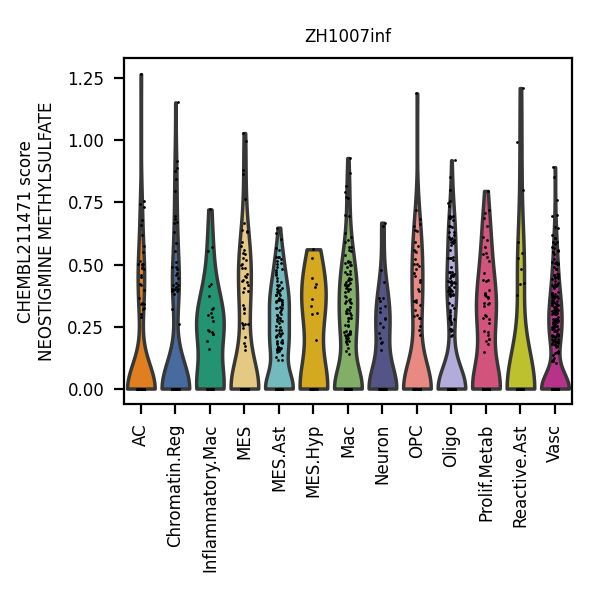 ZH1007inf
CHEMBL211471 score
NEOSTIGMINE METHYLSULFATE
1.25
1.00
0.75
0.50
0.25
0.00
AC
Chromatin.Reg
Inflammatory.Mac
MES
MES.Ast
MES.Hyp
Mac
Neuron
OPC
Oligo
Prolif.Metab
Reactive.Ast
Vasc